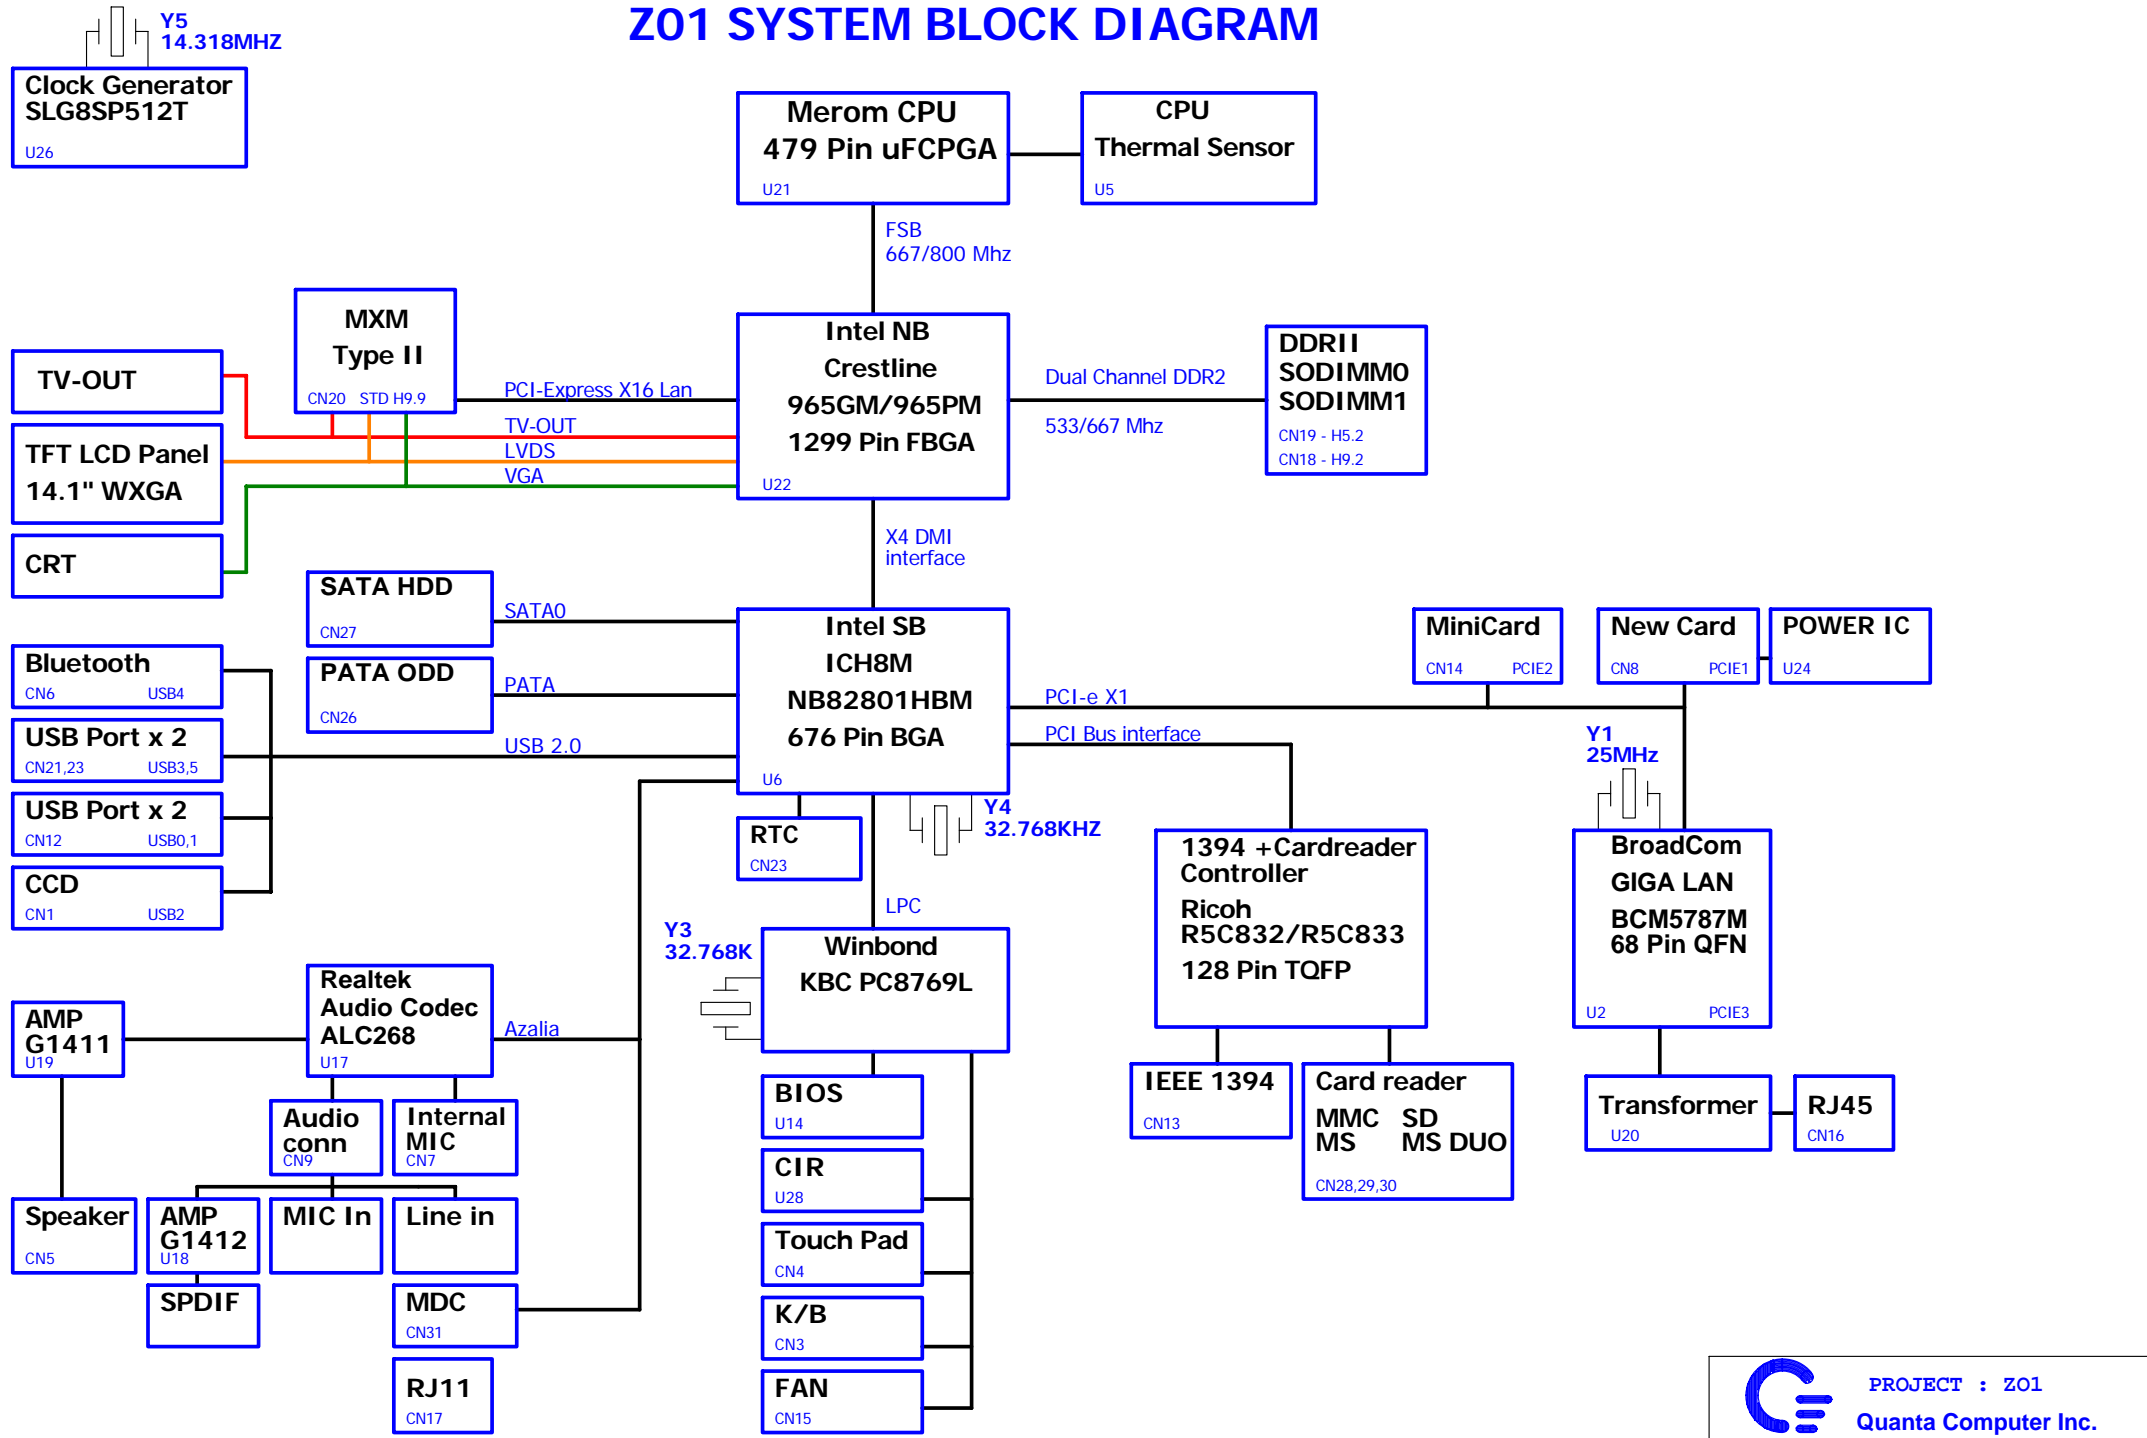 Z01 SYSTEM BLOCK DIAGRAM
Y5
14.318MHZ
Clock Generator
SLG8SP512T
U26
Merom CPU
479 Pin uFCPGA
U21
CPU
Thermal Sensor
U5
FSB
667/800 Mhz
MXM
Type II
CN20 STD H9.9
TV-OUT
TFT LCD Panel
14.1" WXGA
CRT
PCI-Express X16 Lan
TV-OUT
LVDS
VGA
Intel NB
Crestline
965GM/965PM
1299 Pin FBGA
U22
Dual Channel DDR2
533/667 Mhz
DDRII
SODIMM0
SODIMM1
CN19 - H5.2
CN18 - H9.2
X4 DMI
interface
SATA HDD
CN27
SATA0
PATA ODD
CN26
PATA
Bluetooth
CN6 USB4
USB Port x 2
CN21,23 USB3,5
USB Port x 2
CN12 USB0,1
CCD
CN1 USB2
USB 2.0
Intel SB
ICH8M
NB82801HBM
676 Pin BGA
U6
PCI-e X1
PCI Bus interface
MiniCard
CN14 PCIE2
New Card
CN8 PCIE1
POWER IC
U24
Y1
25MHz
Y4
32.768KHZ
RTC
CN23
LPC
Y3
32.768K
Winbond
KBC PC8769L
1394 +Cardreader
Controller
Ricoh
R5C832/R5C833
128 Pin TQFP
BroadCom
GIGA LAN
BCM5787M
68 Pin QFN
U2 PCIE3
Realtek
Audio Codec
ALC268
U17
Azalia
AMP
G1411
U19
Audio
conn
CN9
Internal
MIC
CN7
Speaker
CN5
AMP
G1412
U18
MIC In
Line in
SPDIF
MDC
CN31
RJ11
CN17
BIOS
U14
CIR
U28
Touch Pad
CN4
K/B
CN3
FAN
CN15
IEEE 1394
CN13
Card reader
MMC SD
MS MS DUO
CN28,29,30
Transformer
U20
RJ45
CN16
PROJECT : ZO1
Quanta Computer Inc.